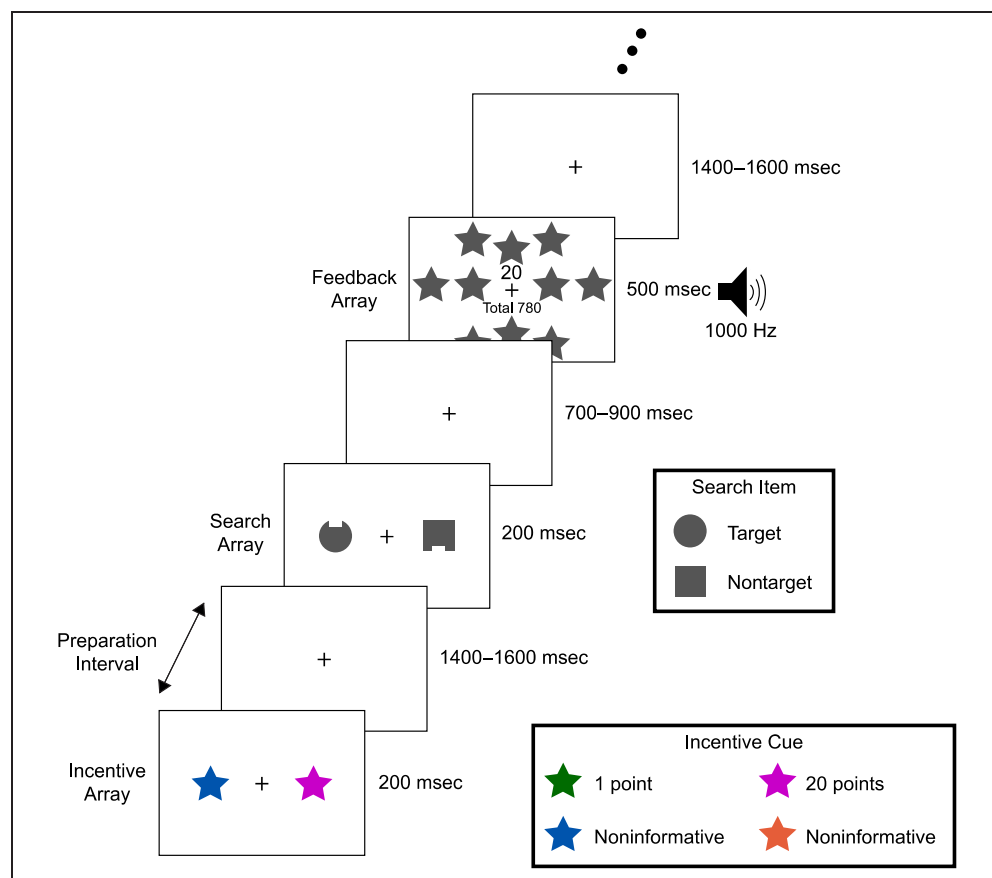 1400–1600 msec
Feedback
Array
20
+
Total 780
500 msec
1000 Hz
700–900 msec
Search
Array
200 msec
Search Item
Target
Nontarget
Preparation
Interval
1400–1600 msec
Incentive
Array
200 msec
Incentive Cue
1 point
20 points
Noninformative
Noninformative